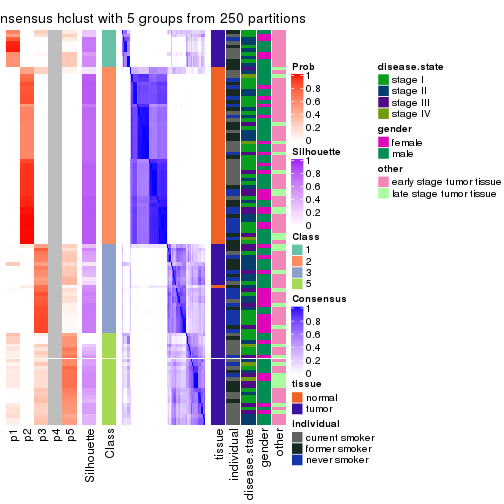 nsensus hclust with 5 groups from 250 partitions
Prob
1
0.8
0.6
0.4
0.2
0
Silhouette
1
0.8
0.6
0.4
0.2
0
Class
1
2
3
5
Consensus
1
0.8
0.6
0.4
0.2
0
tissue
normal
tumor
individual
current smoker
former smoker
never smoker
disease.state
stage I
stage II
stage III
stage IV
gender
female
male
other
early stage tumor tissue
late stage tumor tissue
p1
p2
p3
p4
p5
Silhouette
Class
tissue
individual
disease.state
gender
other